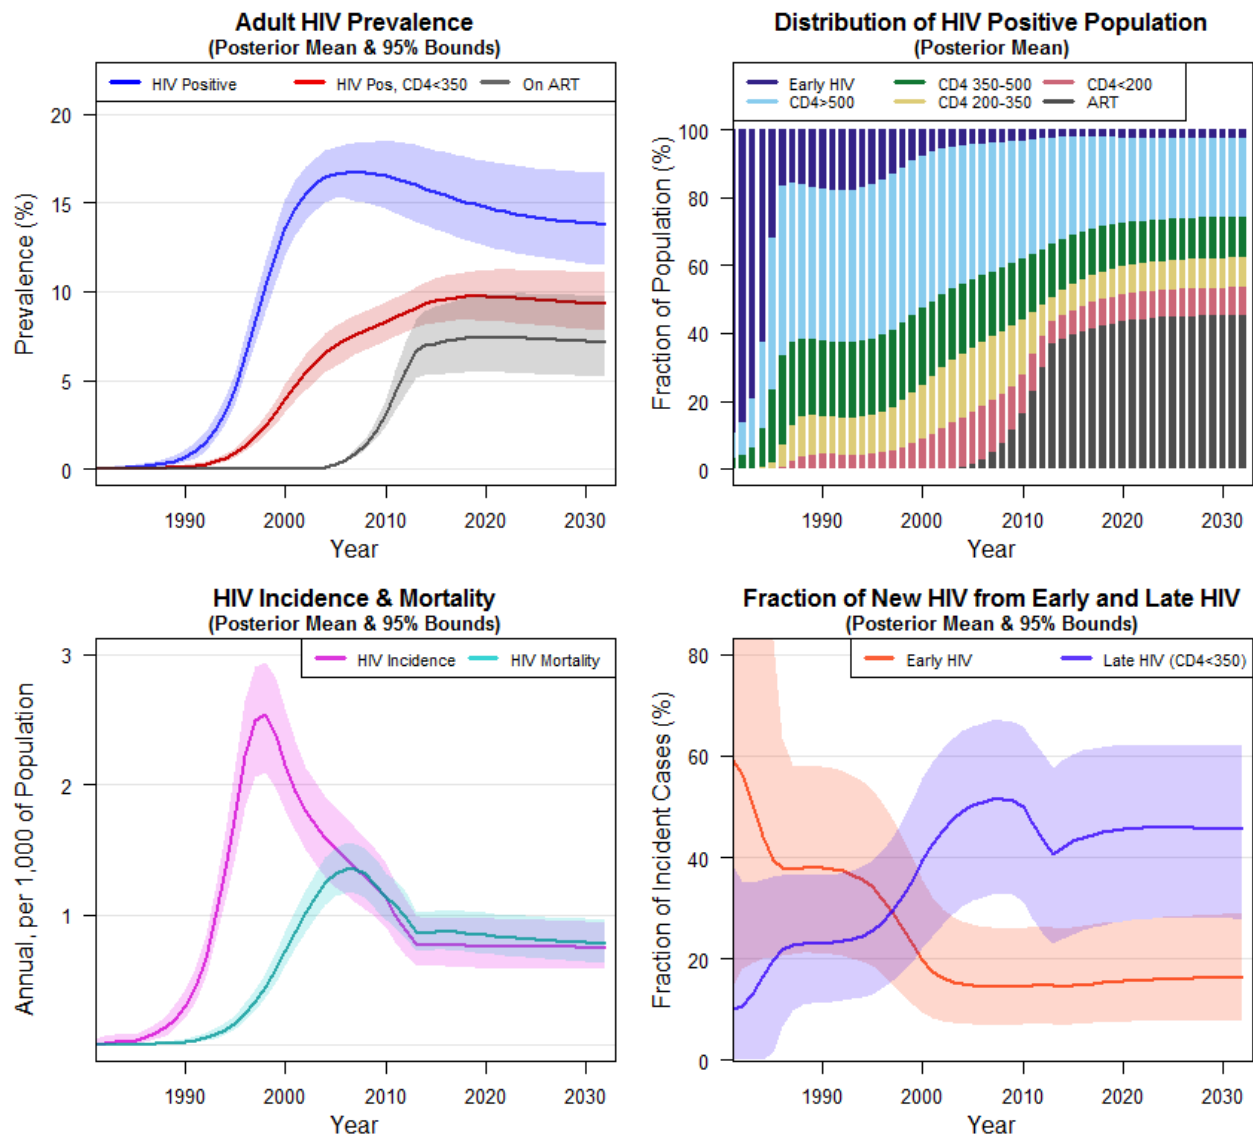 Adult HIV Prevalence
(Posterior Mean & 95% Bounds)
HIV Positive
HIV Pos, CD4<350
On ART
Prevalence (%)
20
15
10
5
0
1990 2000 2010 2020 2030
Year
Distribution of HIV Positive Population
(Posterior Mean)
Early HIV
CD4 350-500
CD4<200
CD4>500
CD4 200-350
ART
Fraction of Population (%)
100
80
60
40
20
0
1990 2000 2010 2020 2030
Year
HIV Incidence & Mortality
(Posterior Mean & 95% Bounds)
HIV Incidence
HIV Mortality
Annual, per 1,000 of Population
3
2
1
1990 2000 2010 2020 2030
Year
Fraction of New HIV from Early and Late HIV
(Posterior Mean & 95% Bounds)
Early HIV
Late HIV (CD4<350)
Fraction of Incident Cases (%)
80
60
40
20
0
1990 2000 2010 2020 2030
Year